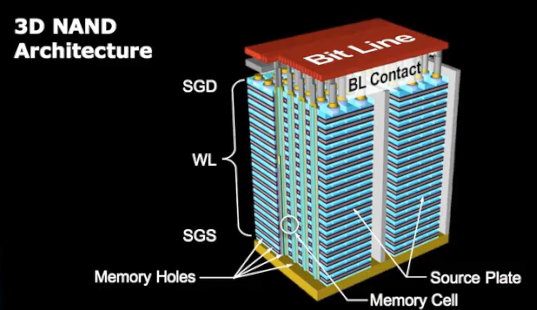 3D NAND
Architecture
Bit Line
BL Contact
SGD
WL
SGS
Memory Holes
Source Plate
Memory Cell